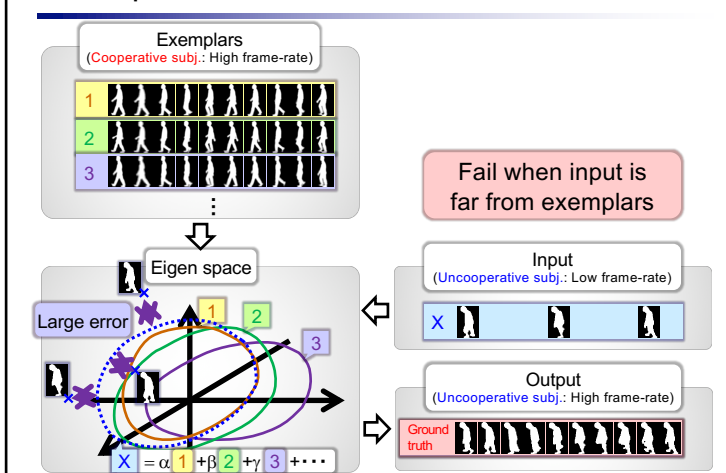 Exemplars
(Cooperative subj.: High frame-rate)
1
2
3
⋮
Fail when input is
far from exemplars
Input
(Uncooperative subj.: Low frame-rate)
X
Eigen space
Large error
1
2
3
X = α 1 +β 2 +γ 3 +⋯
Output
(Uncooperative subj.: High frame-rate)
Ground
truth